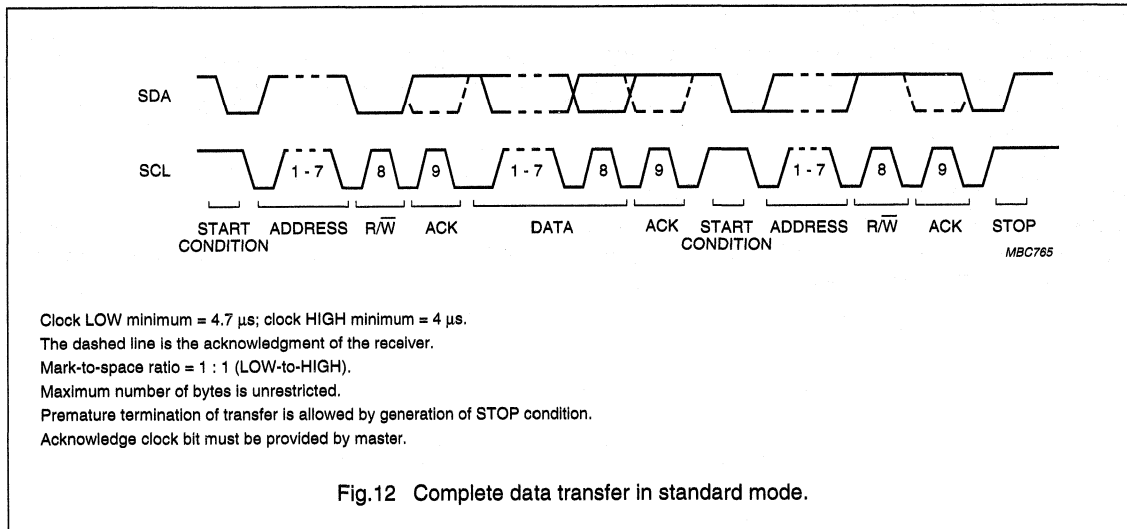 SDA
SCL
1 - 7 8 9 1 - 7 8 9 1 - 7 8 9
START CONDITION ADDRESS R/W̅ ACK DATA ACK START CONDITION ADDRESS R/W̅ ACK STOP
MBC765
Clock LOW minimum = 4.7 µs; clock HIGH minimum = 4 µs.
The dashed line is the acknowledgment of the receiver.
Mark-to-space ratio = 1 : 1 (LOW-to-HIGH).
Maximum number of bytes is unrestricted.
Premature termination of transfer is allowed by generation of STOP condition.
Acknowledge clock bit must be provided by master.
Fig.12 Complete data transfer in standard mode.